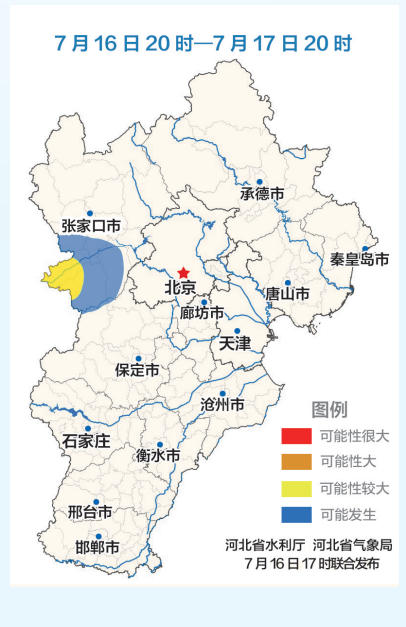 7月16日20时—7月17日20时
承德市
张家口市
秦皇岛市
北京
唐山市
廊坊市
天津
保定市
沧州市
图例
可能性很大
石家庄
衡水市
可能性大
可能性较大
邢台市
可能发生
邯郸市
河北省水利厅 河北省气象局
7月16日17时联合发布